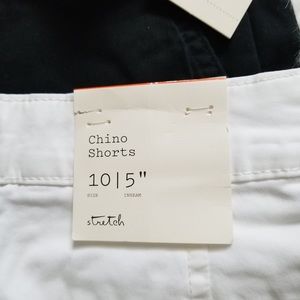 Chino
Shorts
10|5"
SIZE INSEAM
stretch